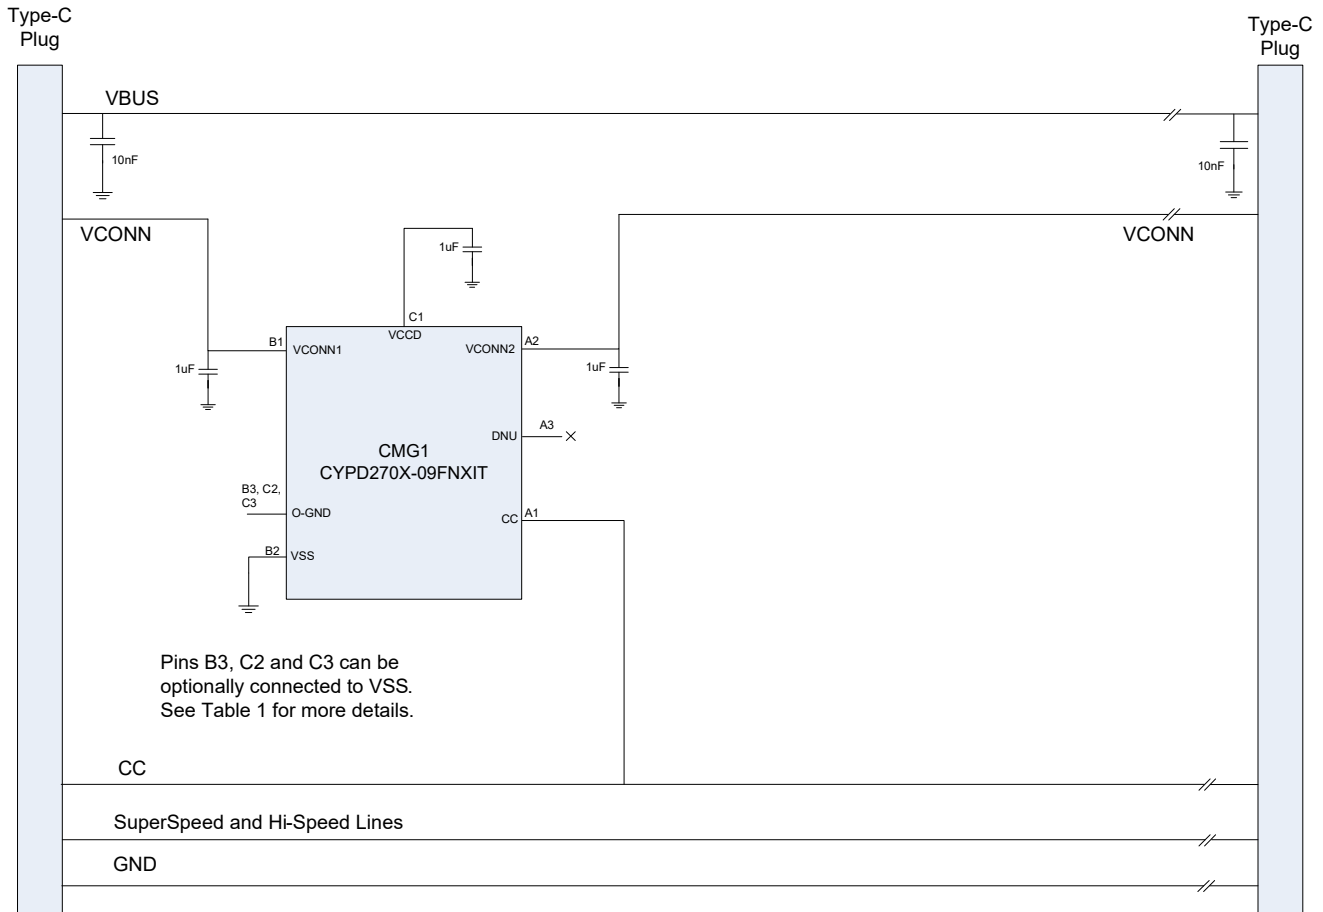 Type-C
Plug
Type-C
Plug
VBUS
10nF
10nF
VCONN
VCONN
1uF
C1
VCCD
B1
VCONN1
VCONN2
A2
1uF
1uF
A3
DNU
CMG1
CYPD270X-09FNXIT
B3, C2,
C3
O-GND
CC
A1
B2
VSS
Pins B3, C2 and C3 can be
optionally connected to VSS.
See Table 1 for more details.
CC
SuperSpeed and Hi-Speed Lines
GND